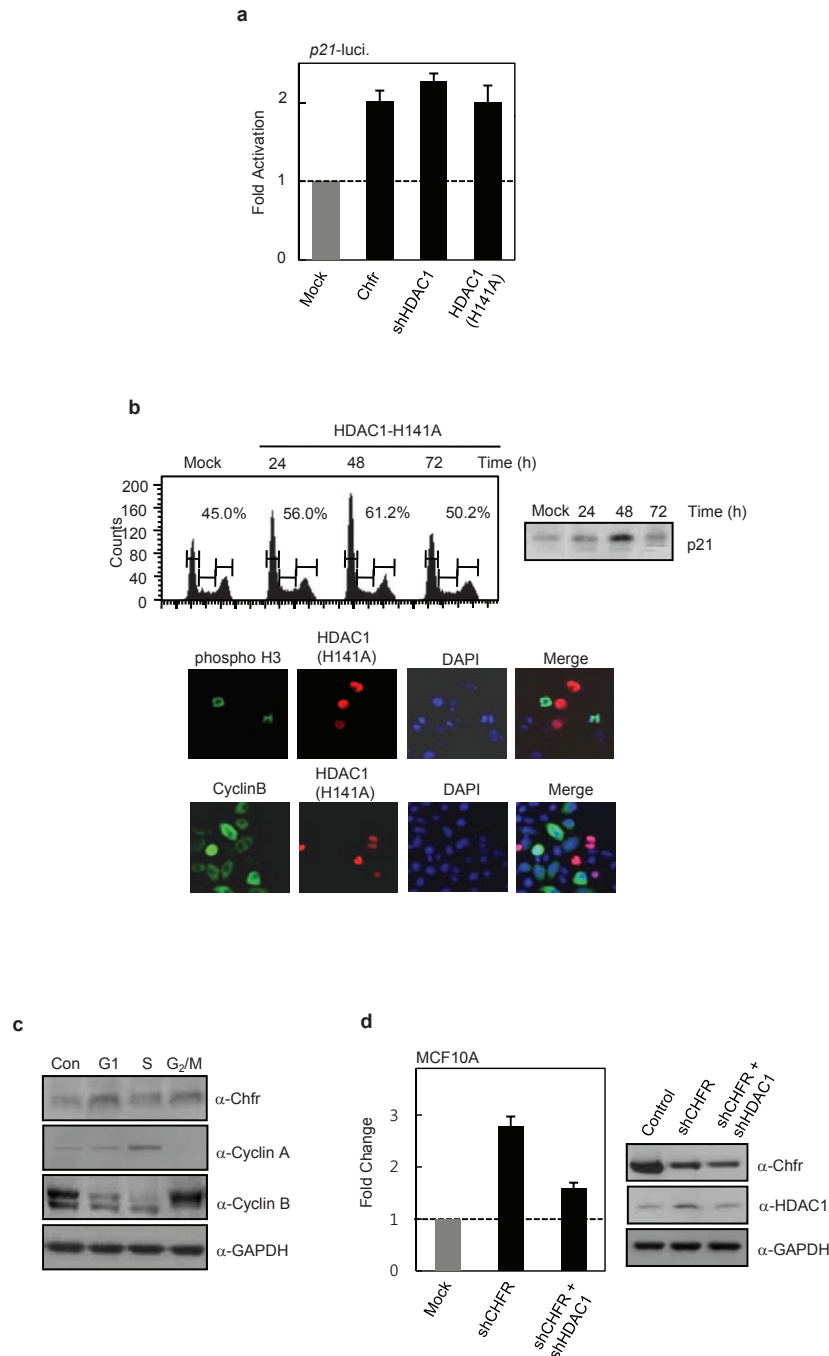 a
p21-luci.
Fold Activation
2
1
0
Mock
Chfr
shHDAC1
HDAC1
(H141A)
b
HDAC1-H141A
Mock 24 48 72 Time (h)
Counts
200
160
120
80
40
0
45.0% 56.0% 61.2% 50.2%
Mock 24 48 72 Time (h)
p21
phospho H3 HDAC1
(H141A) DAPI Merge
CyclinB HDAC1
(H141A) DAPI Merge
c
Con G1 S G2/M
α-Chfr
α-Cyclin A
α-Cyclin B
α-GAPDH
d
MCF10A
Fold Change
3
2
1
0
Mock
shCHFR
shCHFR +
shHDAC1
Control
shCHFR
shCHFR +
shHDAC1
α-Chfr
α-HDAC1
α-GAPDH